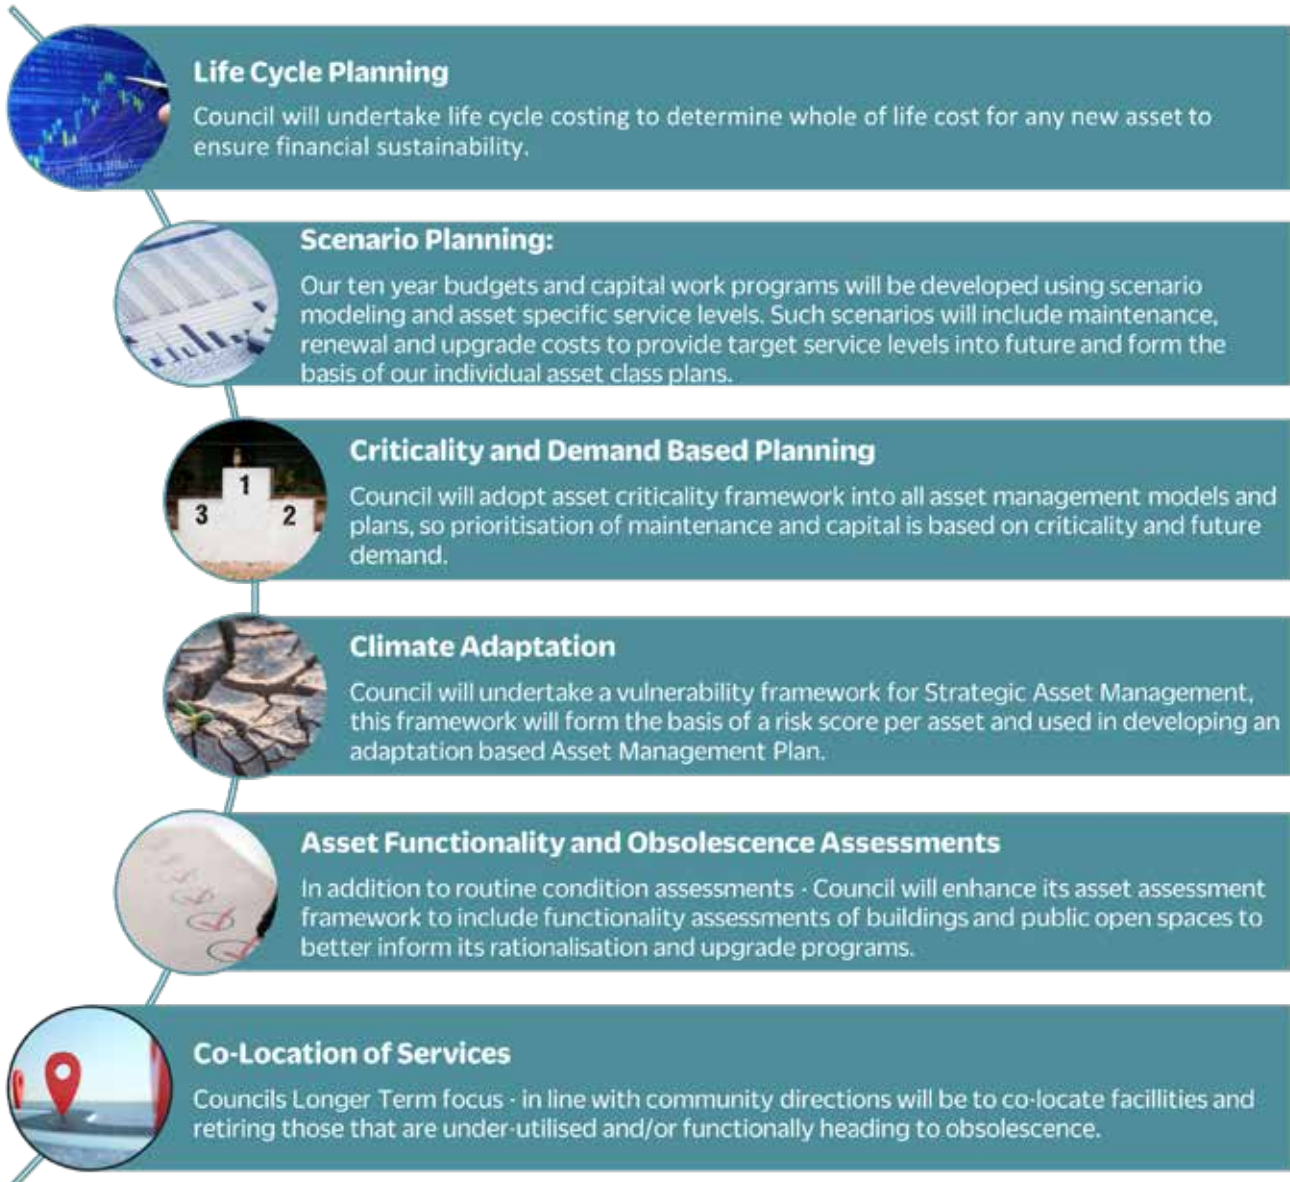 Life Cycle Planning
Council will undertake life cycle costing to determine whole of life cost for any new asset to
ensure financial sustainability.
Scenario Planning:
Our ten year budgets and capital work programs will be developed using scenario
modeling and asset specific service levels. Such scenarios will include maintenance,
renewal and upgrade costs to provide target service levels into future and form the
basis of our individual asset class plans.
1
3 2
Criticality and Demand Based Planning
Council will adopt asset criticality framework into all asset management models and
plans, so prioritisation of maintenance and capital is based on criticality and future
demand.
Climate Adaptation
Council will undertake a vulnerability framework for Strategic Asset Management,
this framework will form the basis of a risk score per asset and used in developing an
adaptation based Asset Management Plan.
Asset Functionality and Obsolescence Assessments
In addition to routine condition assessments - Council will enhance its asset assessment
framework to include functionality assessments of buildings and public open spaces to
better inform its rationalisation and upgrade programs.
Co-Location of Services
Councils Longer Term focus - in line with community directions will be to co-locate facillities and
retiring those that are under-utilised and/or functionally heading to obsolescence.